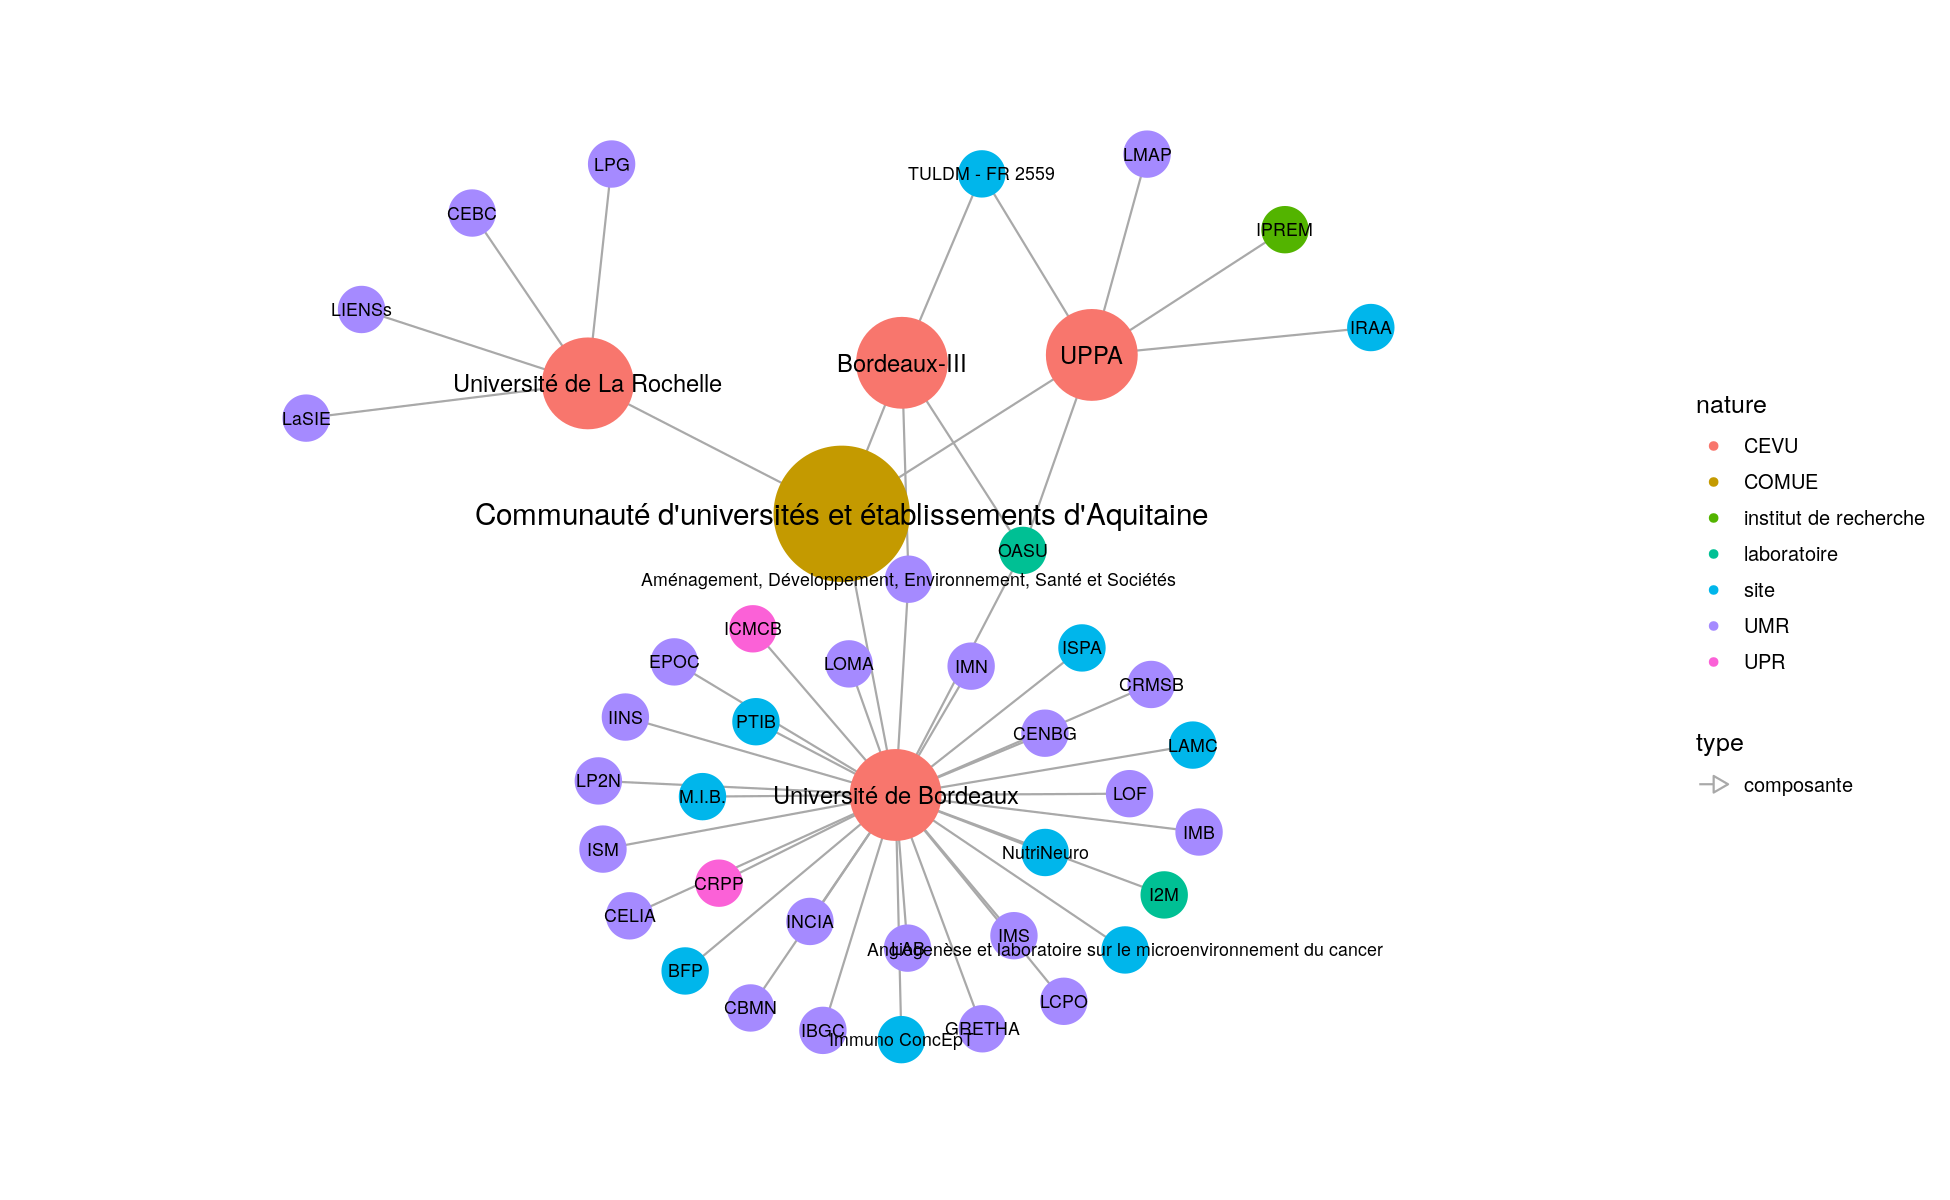 LMAP
LPG
TULDM - FR 2559
CEBC
IPREM
LIENSs
IRAA
UPPA
Bordeaux-III
Université de La Rochelle
LaSIE
Communauté d'universités et établissements d'Aquitaine
OASU
Aménagement, Développement, Environnement, Santé et Sociétés
ICMCB
ISPA
EPOC
LOMA
IMN
CRMSB
IINS
PTIB
CENBG
LAMC
LP2N
M.I.B.
Université de Bordeaux
LOF
IMB
ISM
NutriNeuro
CRPP
I2M
CELIA
INCIA
IMS
LAB
Angiogenèse et laboratoire sur le microenvironnement du cancer
BFP
LCPO
CBMN
IBGC
GRETHA
Immuno ConcEpT
nature
CEVU
COMUE
institut de recherche
laboratoire
site
UMR
UPR
type
composante